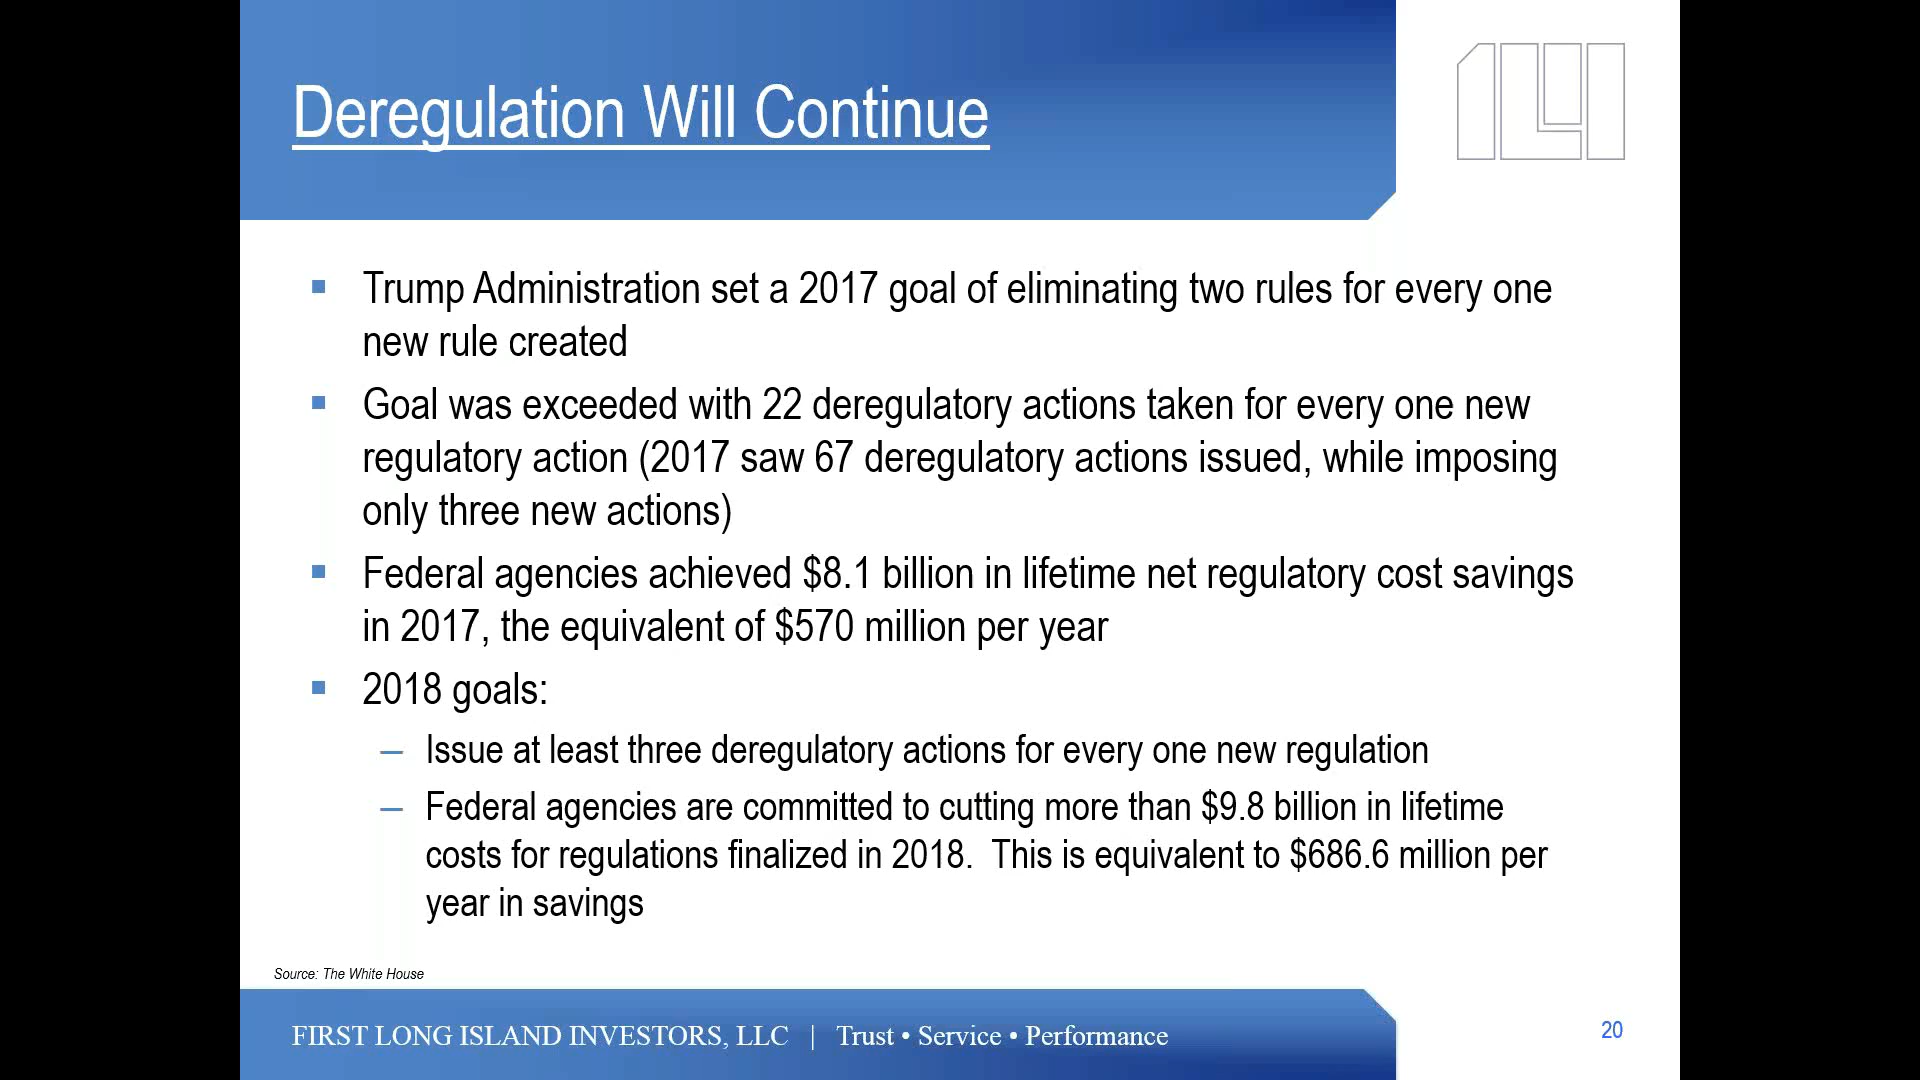 Deregulation Will Continue
Trump Administration set a 2017 goal of eliminating two rules for every one
new rule created
Goal was exceeded with 22 deregulatory actions taken for every one new
regulatory action (2017 saw 67 deregulatory actions issued, while imposing
only three new actions)
Federal agencies achieved $8.1 billion in lifetime net regulatory cost savings
in 2017, the equivalent of $570 million per year
2018 goals:
– Issue at least three deregulatory actions for every one new regulation
– Federal agencies are committed to cutting more than $9.8 billion in lifetime
costs for regulations finalized in 2018.  This is equivalent to $686.6 million per
year in savings
Source: The White House
FIRST LONG ISLAND INVESTORS, LLC | Trust • Service • Performance
20